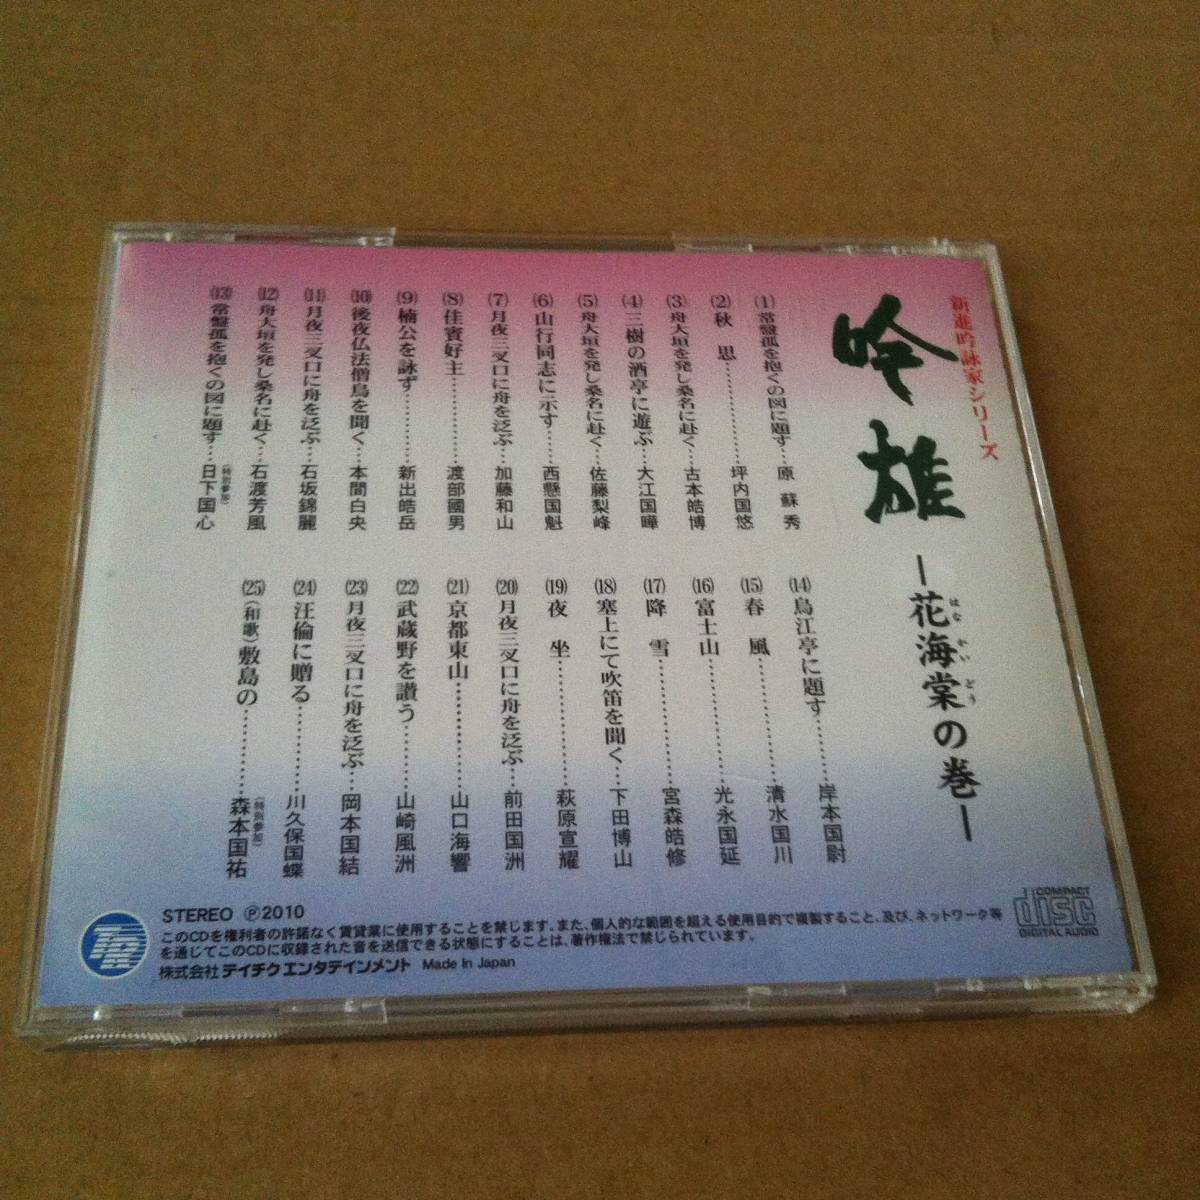 新進吟詠家シリーズ
吟雄
―花海棠の巻―
はなかいどう
(1)常盤孤を抱くの図に題す…原 蘇秀
(2)秋 思…………………坪内国悠
(3)舟大垣を発し桑名に赴く…古本皓博
(4)三樹の酒亭に遊ぶ…大江国曄
(5)舟大垣を発し桑名に赴く…佐藤梨峰
(6)山行同志に示す……西懸国魁
(7)月夜三叉口に舟を泛ぶ…加藤和山
(8)佳賓好主……………渡部國男
(9)楠公を詠ず…………新出皓岳
(10)後夜仏法僧鳥を聞く…本間白央
(11)月夜三叉口に舟を泛ぶ…石坂錦麗
(12)舟大垣を発し桑名に赴く…石渡芳風
(13)常盤孤を抱くの図に題す…日下国心
(特別参加)
(14)烏江亭に題す………岸本国尉
(15)春 風…………………清水国川
(16)富士山…………………光永国延
(17)降 雪…………………宮森皓修
(18)塞上にて吹笛を聞く…下田博山
(19)夜 坐…………………萩原宣耀
(20)月夜三叉口に舟を泛ぶ…前田国洲
(21)京都東山……………山口海響
(22)武蔵野を讃う………山崎風洲
(23)月夜三叉口に舟を泛ぶ…岡本国結
(24)汪倫に贈る…………川久保国蝶
(25)(和歌)敷島の………森本国祐
(特別参加)
STEREO Ⓟ2010
このCDを権利者の許諾なく賃貸業に使用することを禁じます。また、個人的な範囲を超える使用目的で複製すること、及び、ネットワーク等
を通じてこのCDに収録された音を送信できる状態にすることは、著作権法で禁じられています。
株式会社テイチクエンタテインメント Made In Japan
COMPACT
disc
DIGITAL AUDIO